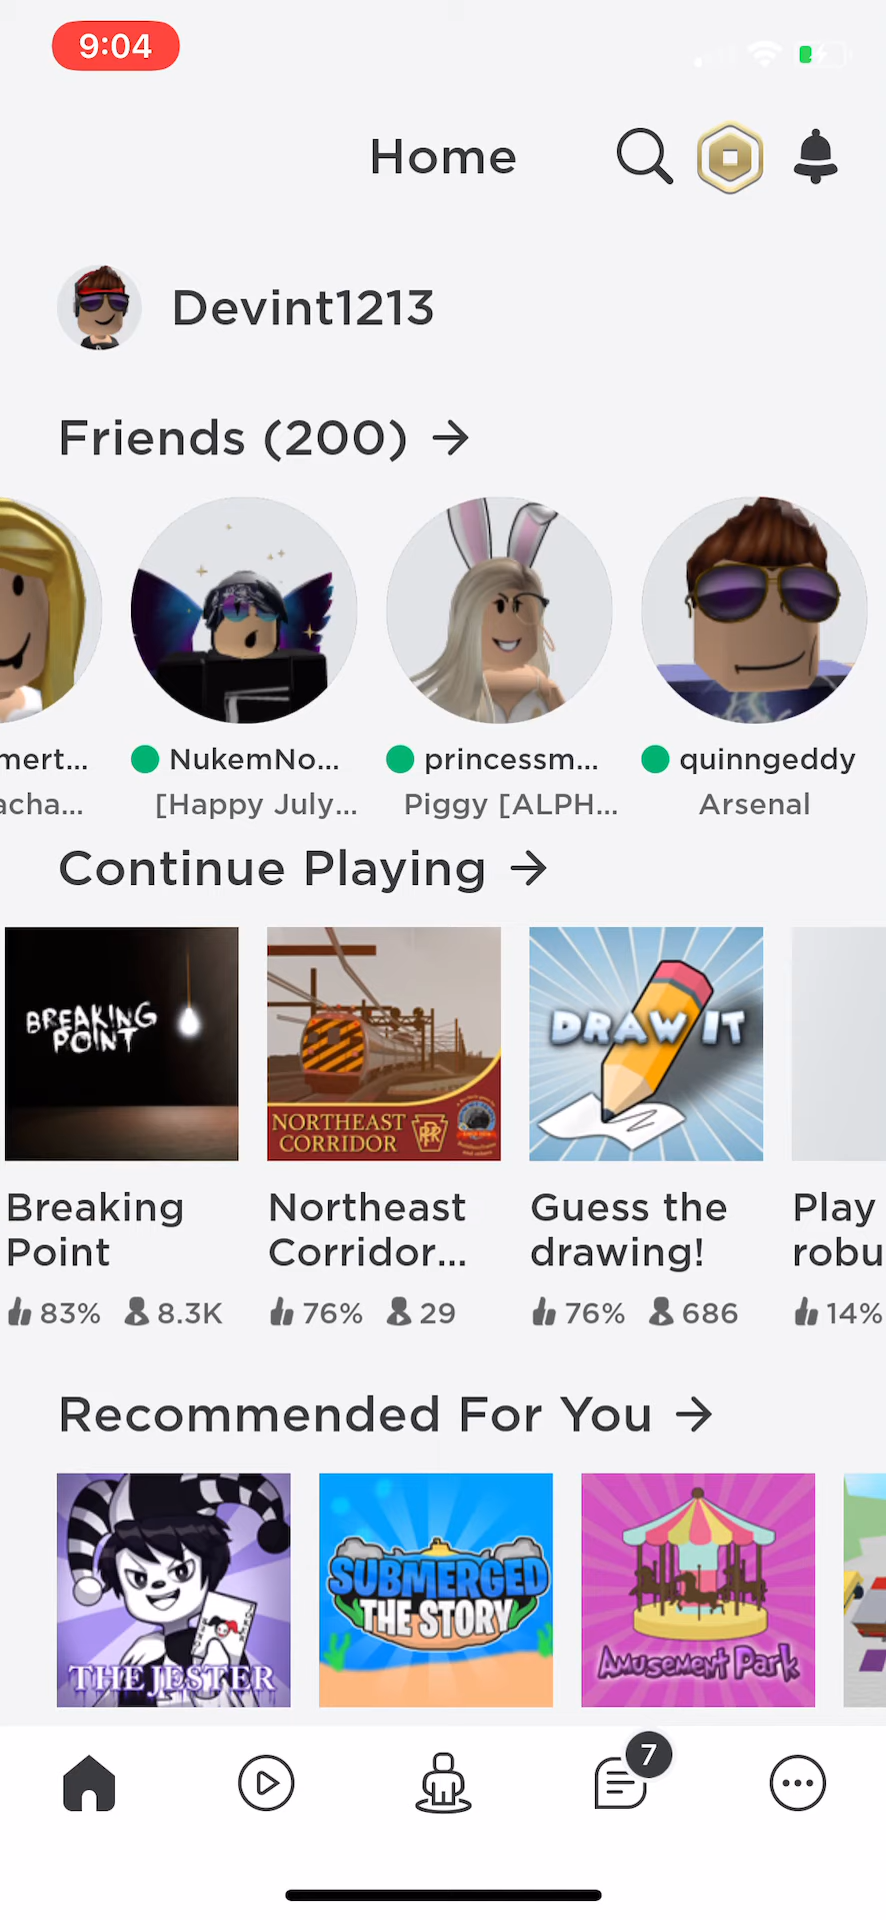 9:04
Home
Devint1213
Friends (200)
mert...
NukemNo...
princessm...
quinngeddy
acha...
[Happy July...
Piggy [ALPH...
Arsenal
Continue Playing
BREAKING
POINT
NORTHEAST
CORRIDOR
DRAW IT
Breaking
Point
Northeast
Corridor...
Guess the
drawing!
Play
robu
83%
8.3K
76%
29
76%
686
14%
Recommended For You
THE JESTER
SUBMERGED
THE STORY
Amusement Park
7